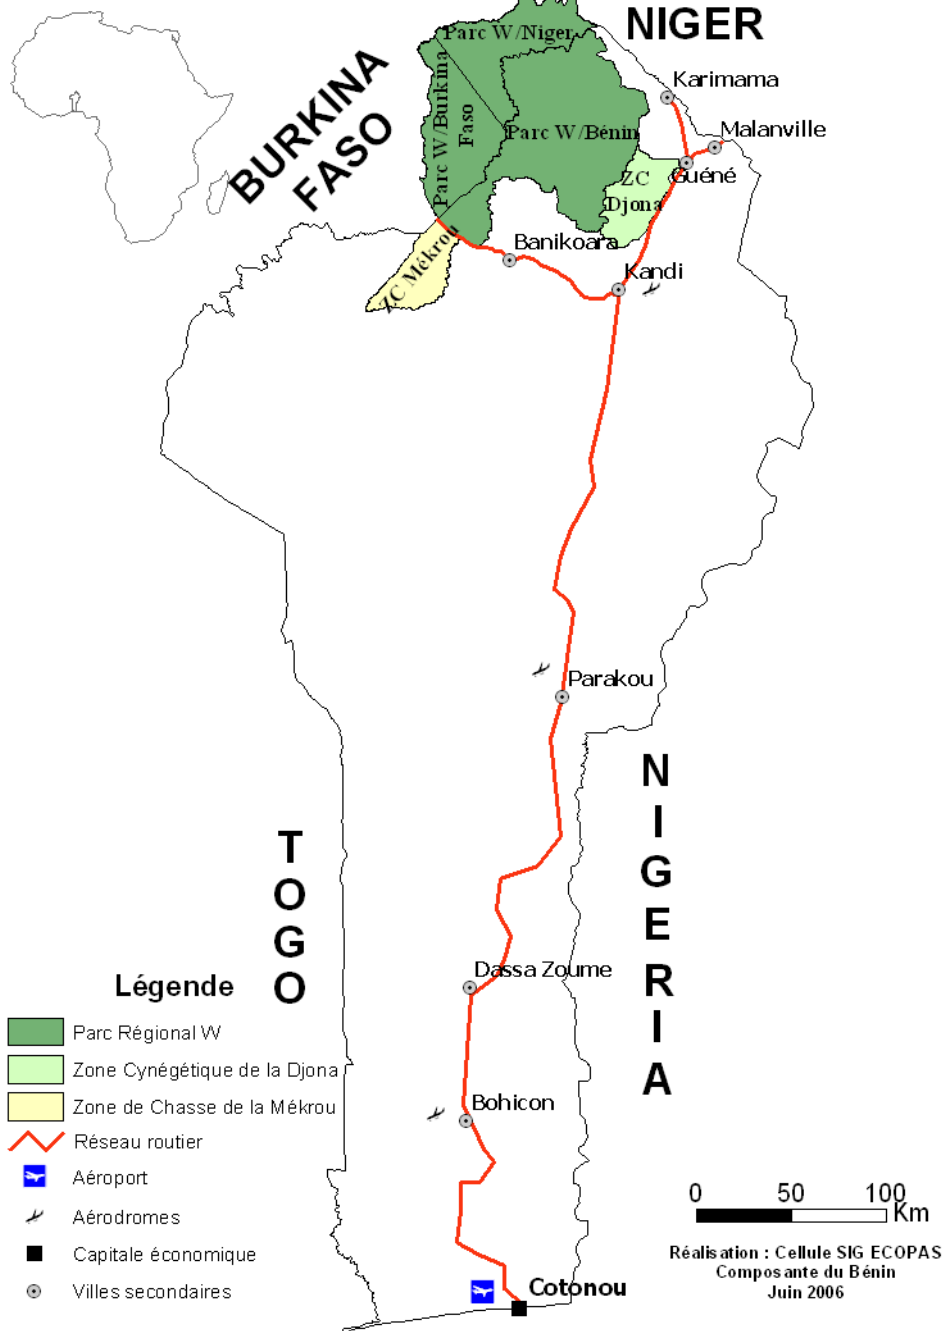 NIGER
BURKINA
FASO
Parc W/Niger
Parc W/Burkina
Faso
Parc W/Bénin
Karimama
Malanville
Guéné
ZC
Djona
ZC Mékrou
Banikoara
Kandi
Parakou
NIGERIA
TOGO
Dassa Zoume
Bohicon
Cotonou
Légende
Parc Régional W
Zone Cynégétique de la Djona
Zone de Chasse de la Mékrou
Réseau routier
Aéroport
Aérodromes
Capitale économique
Villes secondaires
0 50 100
Km
Réalisation : Cellule SIG ECOPAS
Composante du Bénin
Juin 2006